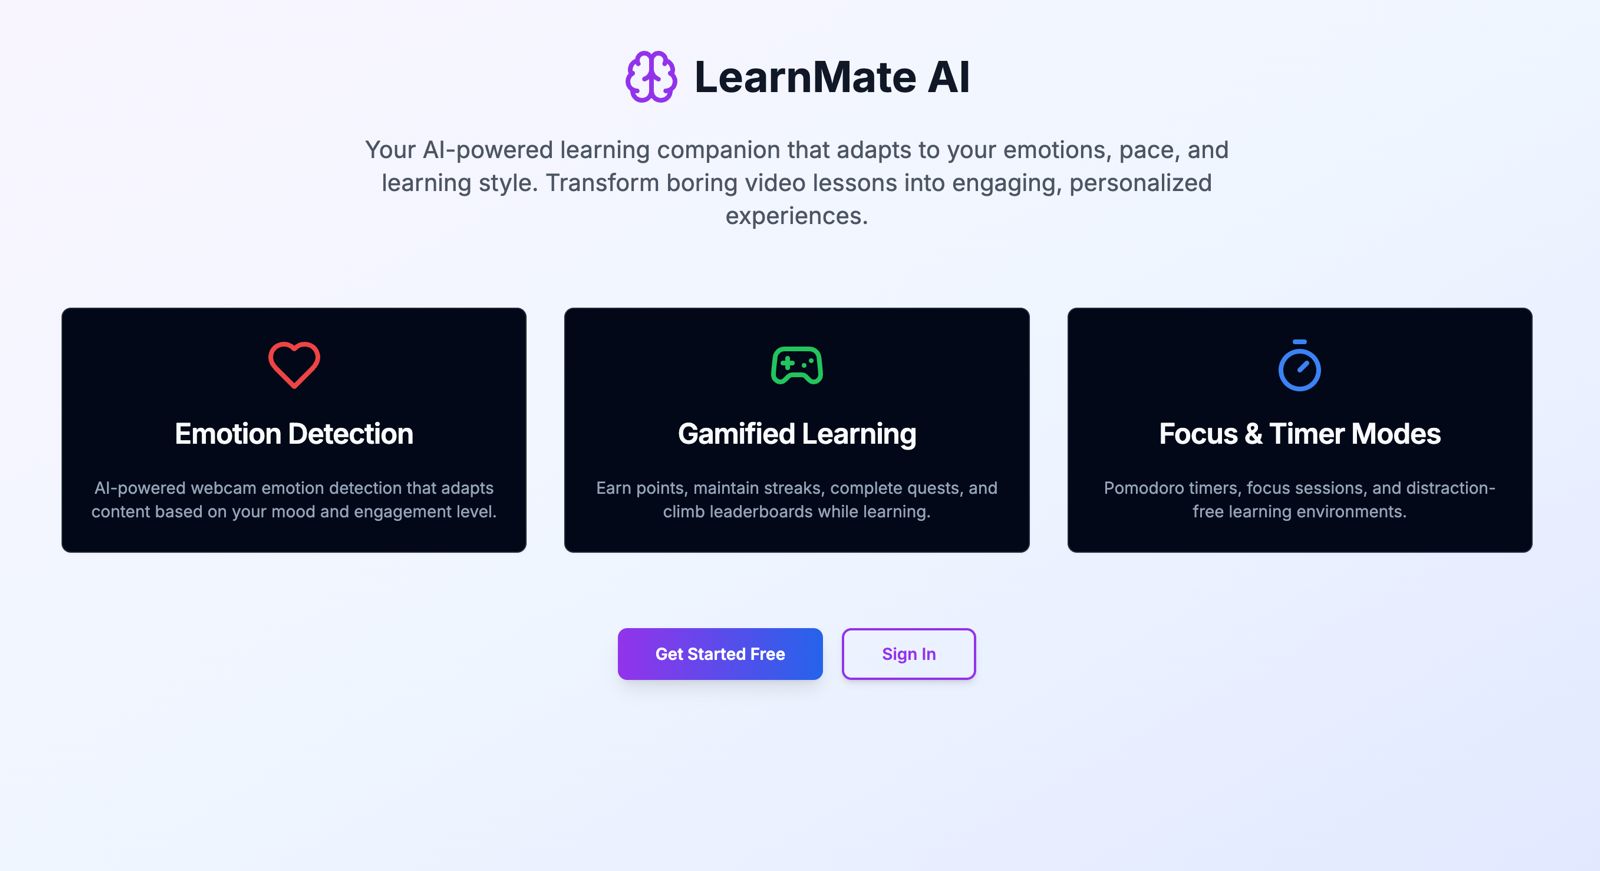 LearnMate AI
Your AI-powered learning companion that adapts to your emotions, pace, and
learning style. Transform boring video lessons into engaging, personalized
experiences.
Emotion Detection
AI-powered webcam emotion detection that adapts
content based on your mood and engagement level.
Gamified Learning
Earn points, maintain streaks, complete quests, and
climb leaderboards while learning.
Focus & Timer Modes
Pomodoro timers, focus sessions, and distraction-
free learning environments.
Get Started Free
Sign In